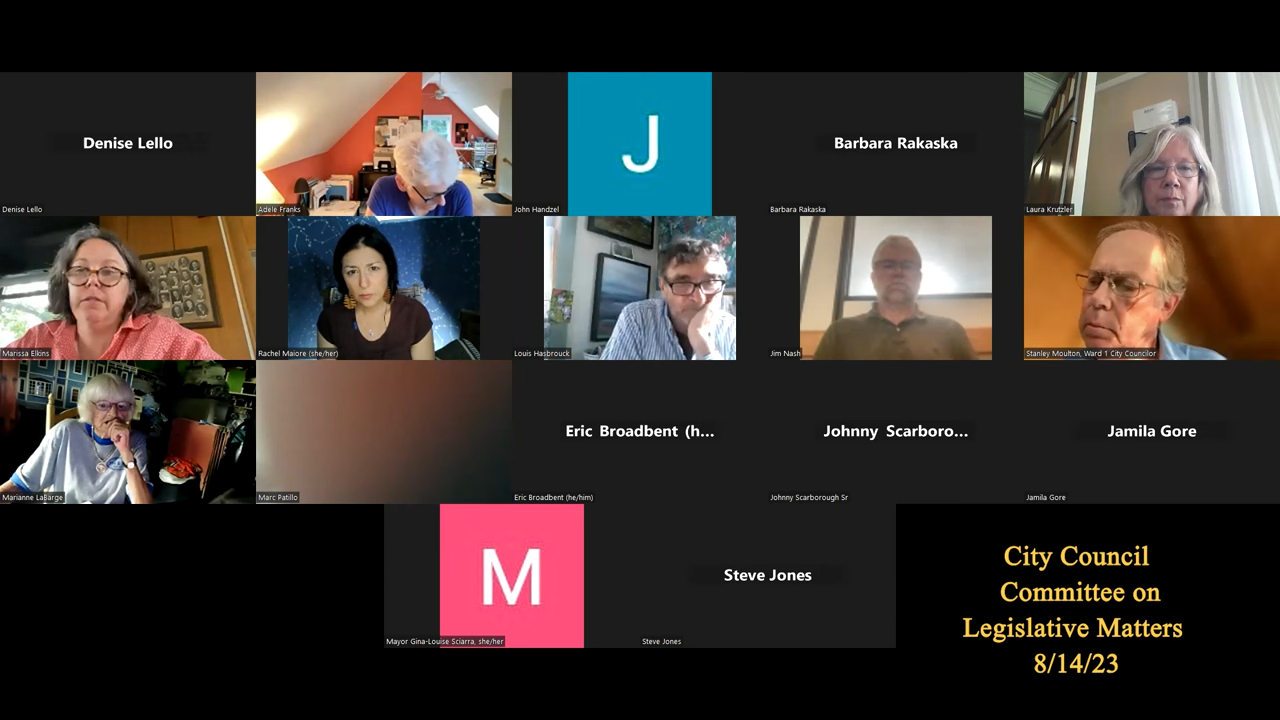 Denise Lello
Denise Lello
Adele Franks
J
John Handzel
Barbara Rakaska
Barbara Rakaska
Laura Krutzler
Marissa Elkins
Rachel Maiore (she/her)
Louis Hasbrouck
Jim Nash
Stanley Moulton, Ward 1 City Councilor
Marianne LaBarge
Marc Patillo
Eric Broadbent (h...
Eric Broadbent (he/him)
Johnny Scarboro...
Johnny Scarborough Sr
Jamila Gore
Jamila Gore
M
Mayor Gina-Louise Sciarra, she/her
Steve Jones
Steve Jones
City Council
Committee on
Legislative Matters
8/14/23